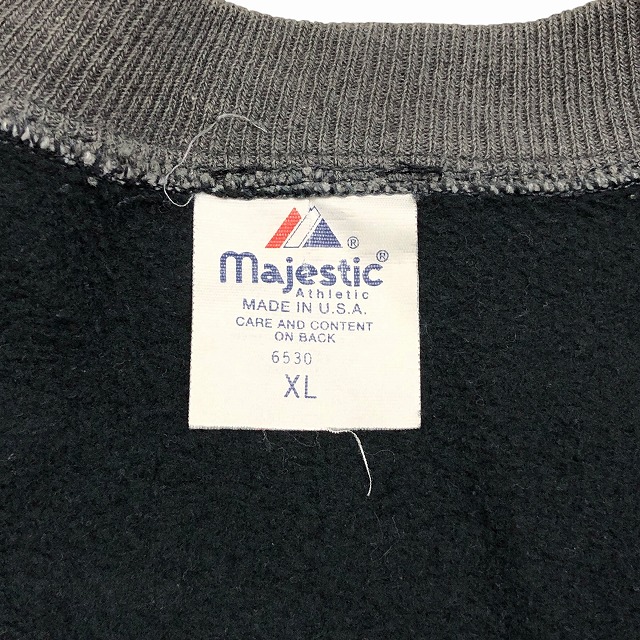 ®
majestic®
Athletic
MADE IN U.S.A.
CARE AND CONTENT
ON BACK
6530
XL